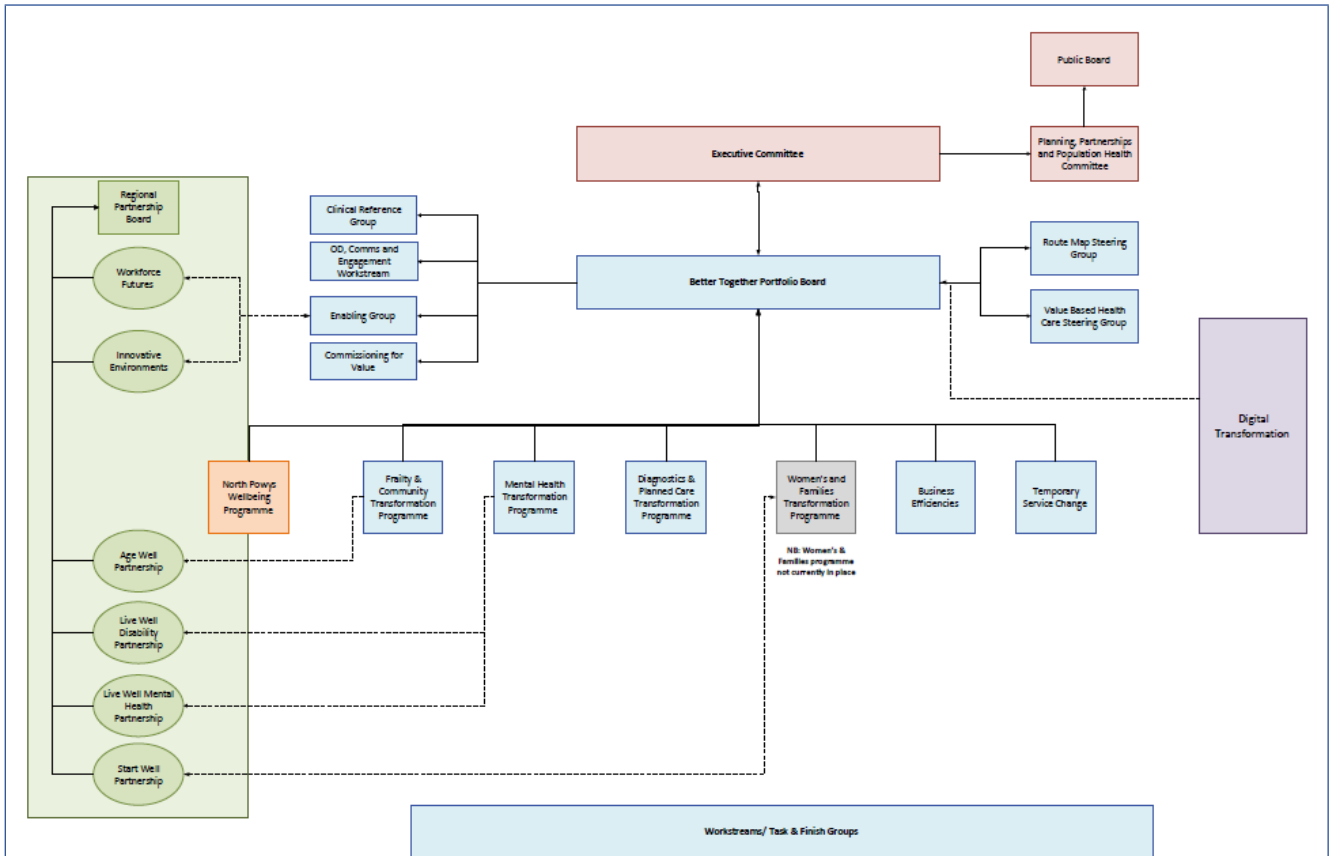 Public Board
Executive Committee
Planning, Partnerships
and Population Health
Committee
Regional
Partnership
Board
Clinical Reference
Group
OD, Comms and
Engagement
Workstream
Route Map Steering
Group
Workforce
Futures
Better Together Portfolio Board
Enabling Group
Value Based Health
Care Steering Group
Innovative
Environments
Commissioning for
Value
Digital
Transformation
North Powys
Wellbeing
Programme
Frailty &
Community
Transformation
Programme
Mental Health
Transformation
Programme
Diagnostics &
Planned Care
Transformation
Programme
Women's and
Families
Transformation
Programme
Business
Efficiencies
Temporary
Service Change
NB: Women's &
Families programme
not currently in place
Age Well
Partnership
Live Well
Disability
Partnership
Live Well Mental
Health
Partnership
Start Well
Partnership
Workstreams/ Task & Finish Groups